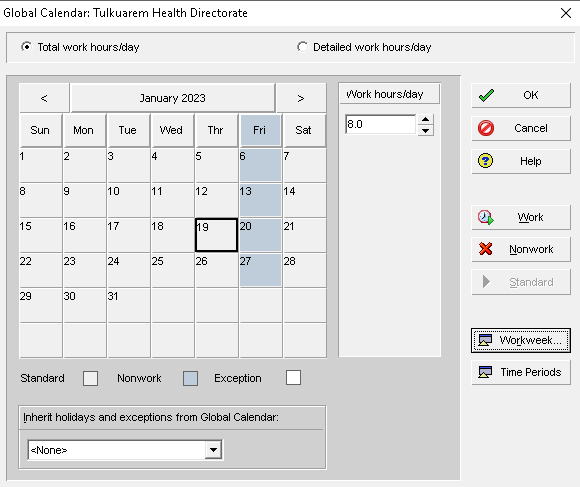 Global Calendar: Tulkuarem Health Directorate
Total work hours/day
Detailed work hours/day
<
January 2023
>
Sun Mon Tue Wed Thr Fri Sat
1 2 3 4 5 6 7
8 9 10 11 12 13 14
15 16 17 18 19 20 21
22 23 24 25 26 27 28
29 30 31
Standard
Nonwork
Exception
Inherit holidays and exceptions from Global Calendar:
<None>
Work hours/day
8.0
OK
Cancel
Help
Work
Nonwork
Standard
Workweek...
Time Periods